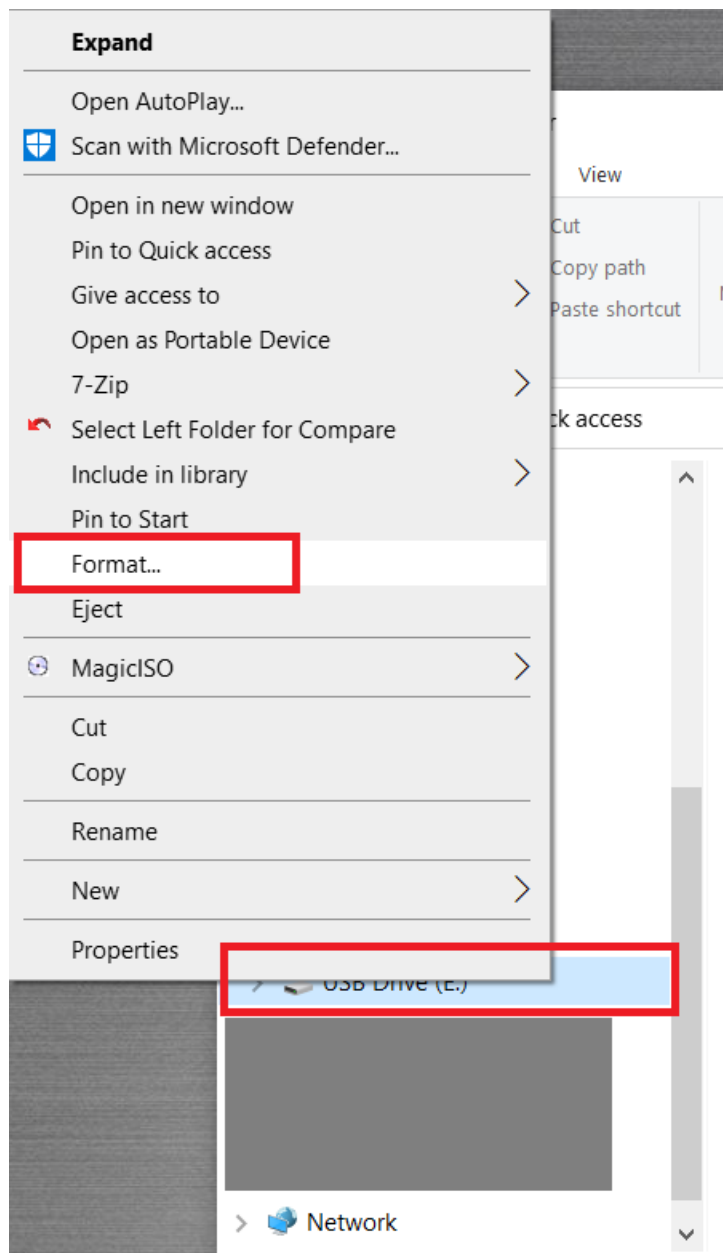 Expand
Open AutoPlay...
Scan with Microsoft Defender...
Open in new window
Pin to Quick access
Give access to
Open as Portable Device
7-Zip
Select Left Folder for Compare
Include in library
Pin to Start
Format...
Eject
MagicISO
Cut
Copy
Rename
New
Properties
View
Cut
Copy path
Paste shortcut
access
USB Drive (E:)
Network